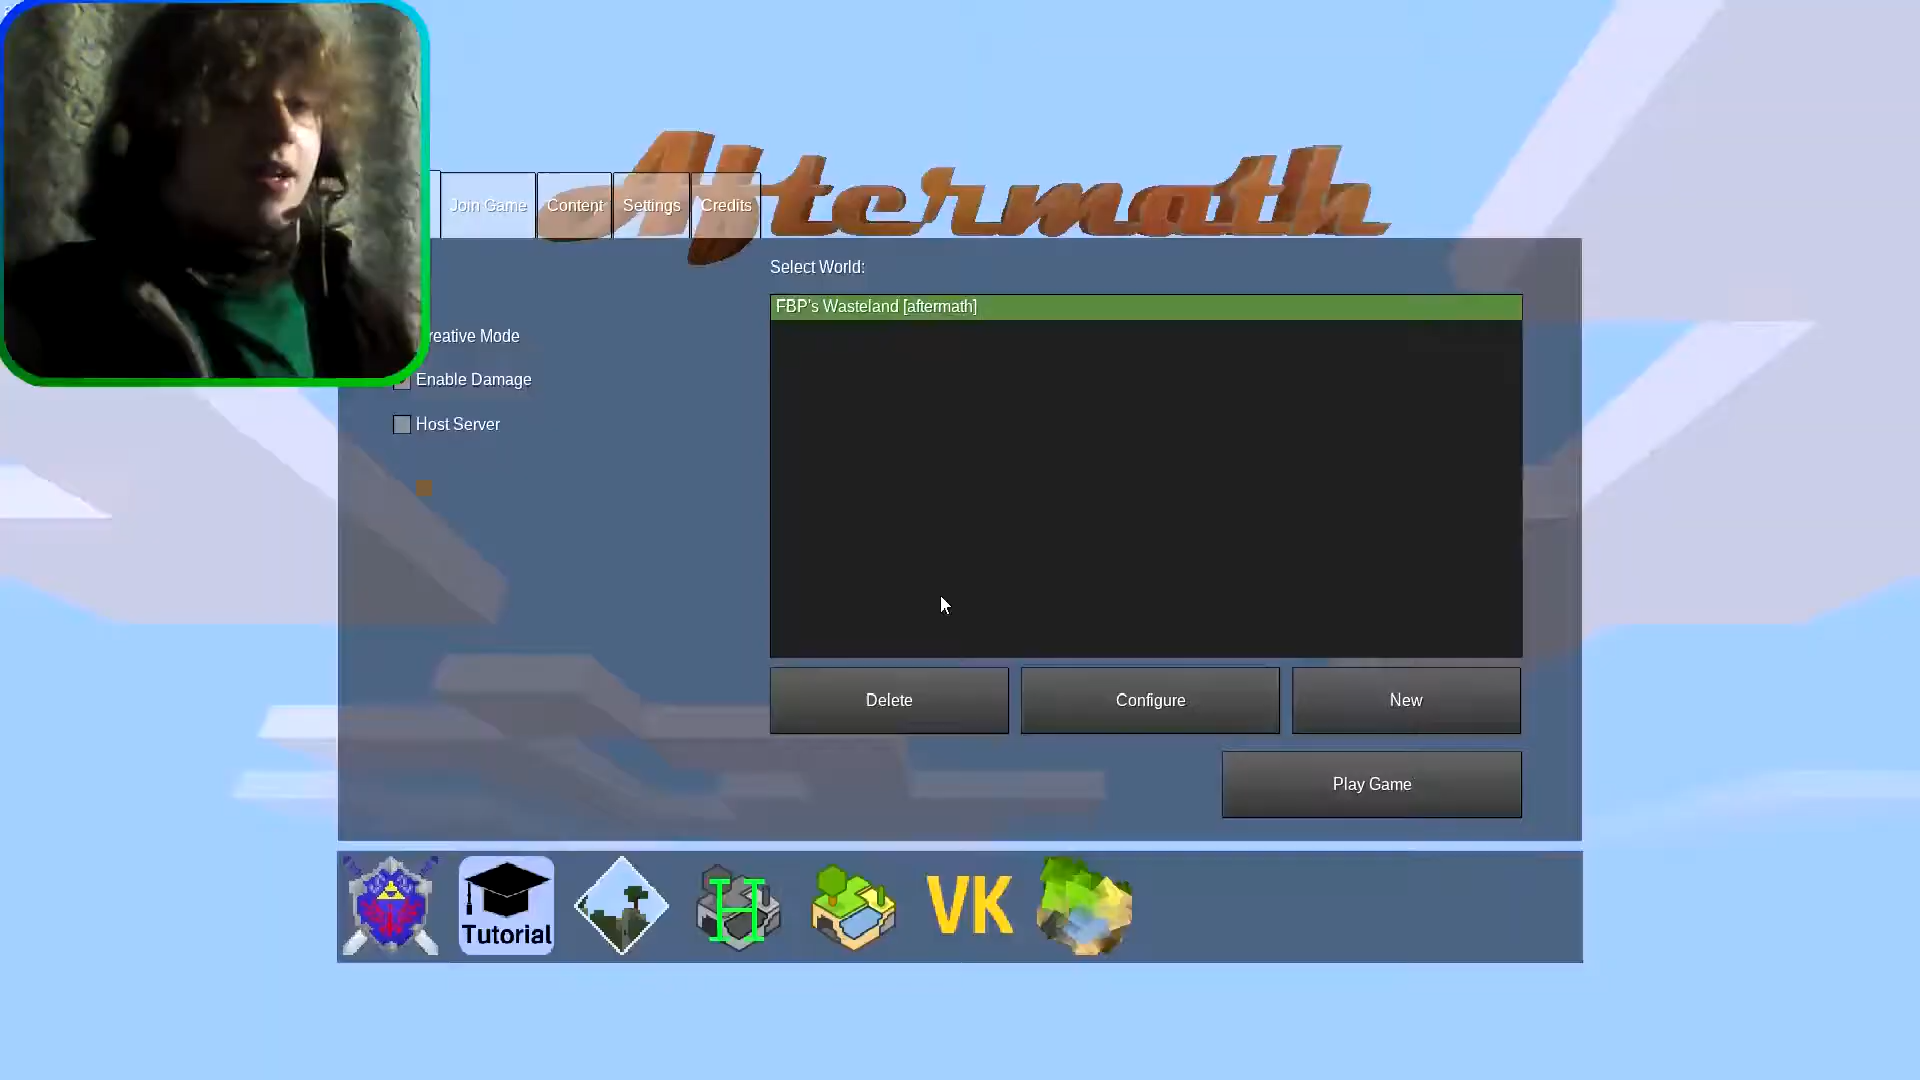 Aftermath
Join Game Content Settings Credits
Select World:
FBP's Wasteland [aftermath]
reative Mode
Enable Damage
Host Server
Delete Configure New
Play Game
Tutorial H VK